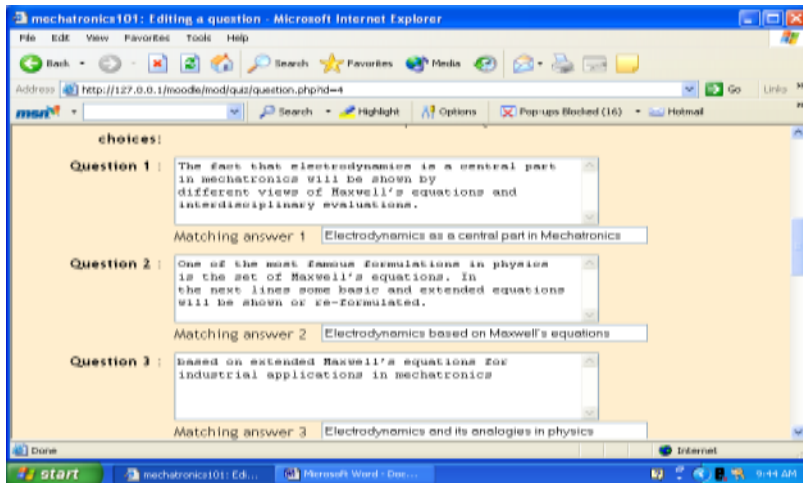 mechatronics101: Editing a question - Microsoft Internet Explorer
File Edit View Favorites Tools Help
Back Search Favorites Media
Address http://127.0.0.1/moodle/mod/quiz/question.php?id=4 Go Links
msn Search Highlight Options Pop-ups Blocked (16) Hotmail
choices:
Question 1 : The fact that electrodynamics is a central part
in mechatronics will be shown by
different views of Maxwell's equations and
interdisciplinary evaluations.
Matching answer 1 Electrodynamics as a central part in Mechatronics
Question 2 : One of the most famous formulations in physics
is the set of Maxwell's equations. In
the next lines some basic and extended equations
will be shown or re-formulated.
Matching answer 2 Electrodynamics based on Maxwell's equations
Question 3 : based on extended Maxwell's equations for
industrial applications in mechatronics
Matching answer 3 Electrodynamics and its analogies in physics
Done Internet
start mechatronics101: Edi... Microsoft Word - Doc... 9:44 AM